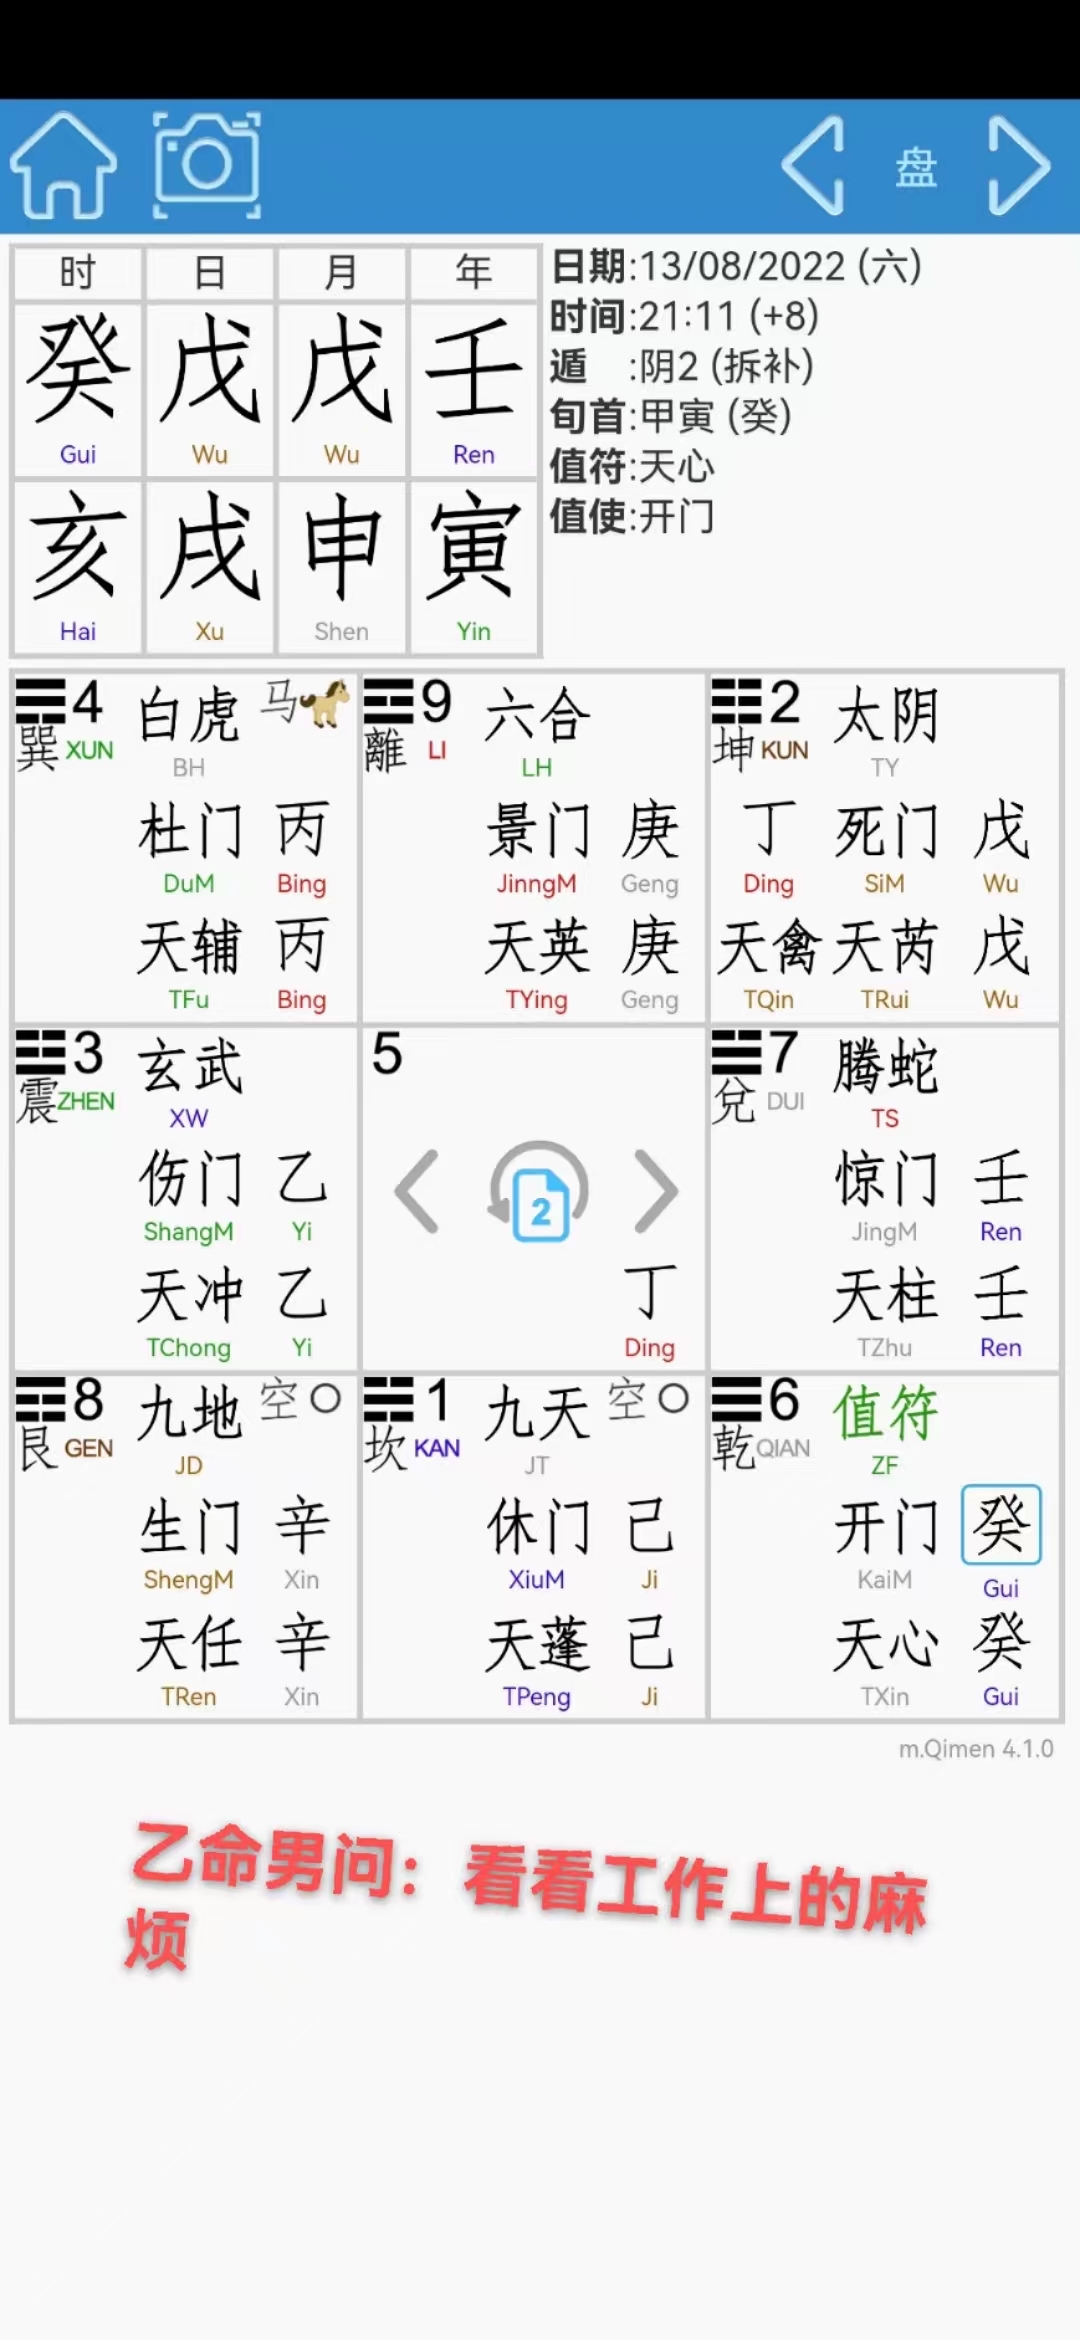 盘
时 日 月 年
癸 戊 戊 壬
Gui Wu Wu Ren
亥 戌 申 寅
Hai Xu Shen Yin
日期:13/08/2022 (六)
时间:21:11 (+8)
遁 :阴2 (拆补)
旬首:甲寅 (癸)
值符:天心
值使:开门
4 白虎 马
巽 XUN BH
杜门 丙
DuM Bing
天辅 丙
TFu Bing
9 六合
離 LI LH
景门 庚
JinngM Geng
天英 庚
TYing Geng
2 太阴
坤 KUN TY
丁 死门 戊
Ding SiM Wu
天禽 天芮 戊
TQin TRui Wu
3 玄武
震 ZHEN XW
伤门 乙
ShangM Yi
天冲 乙
TChong Yi
5
2
丁
Ding
7 腾蛇
兌 DUI TS
惊门 壬
JingM Ren
天柱 壬
TZhu Ren
8 九地 空
艮 GEN JD
生门 辛
ShengM Xin
天任 辛
TRen Xin
1 九天 空
坎 KAN JT
休门 己
XiuM Ji
天蓬 己
TPeng Ji
6 值符
乾 QIAN ZF
开门 癸
KaiM Gui
天心 癸
TXin Gui
m.Qimen 4.1.0
乙命男问：看看工作上的麻
烦